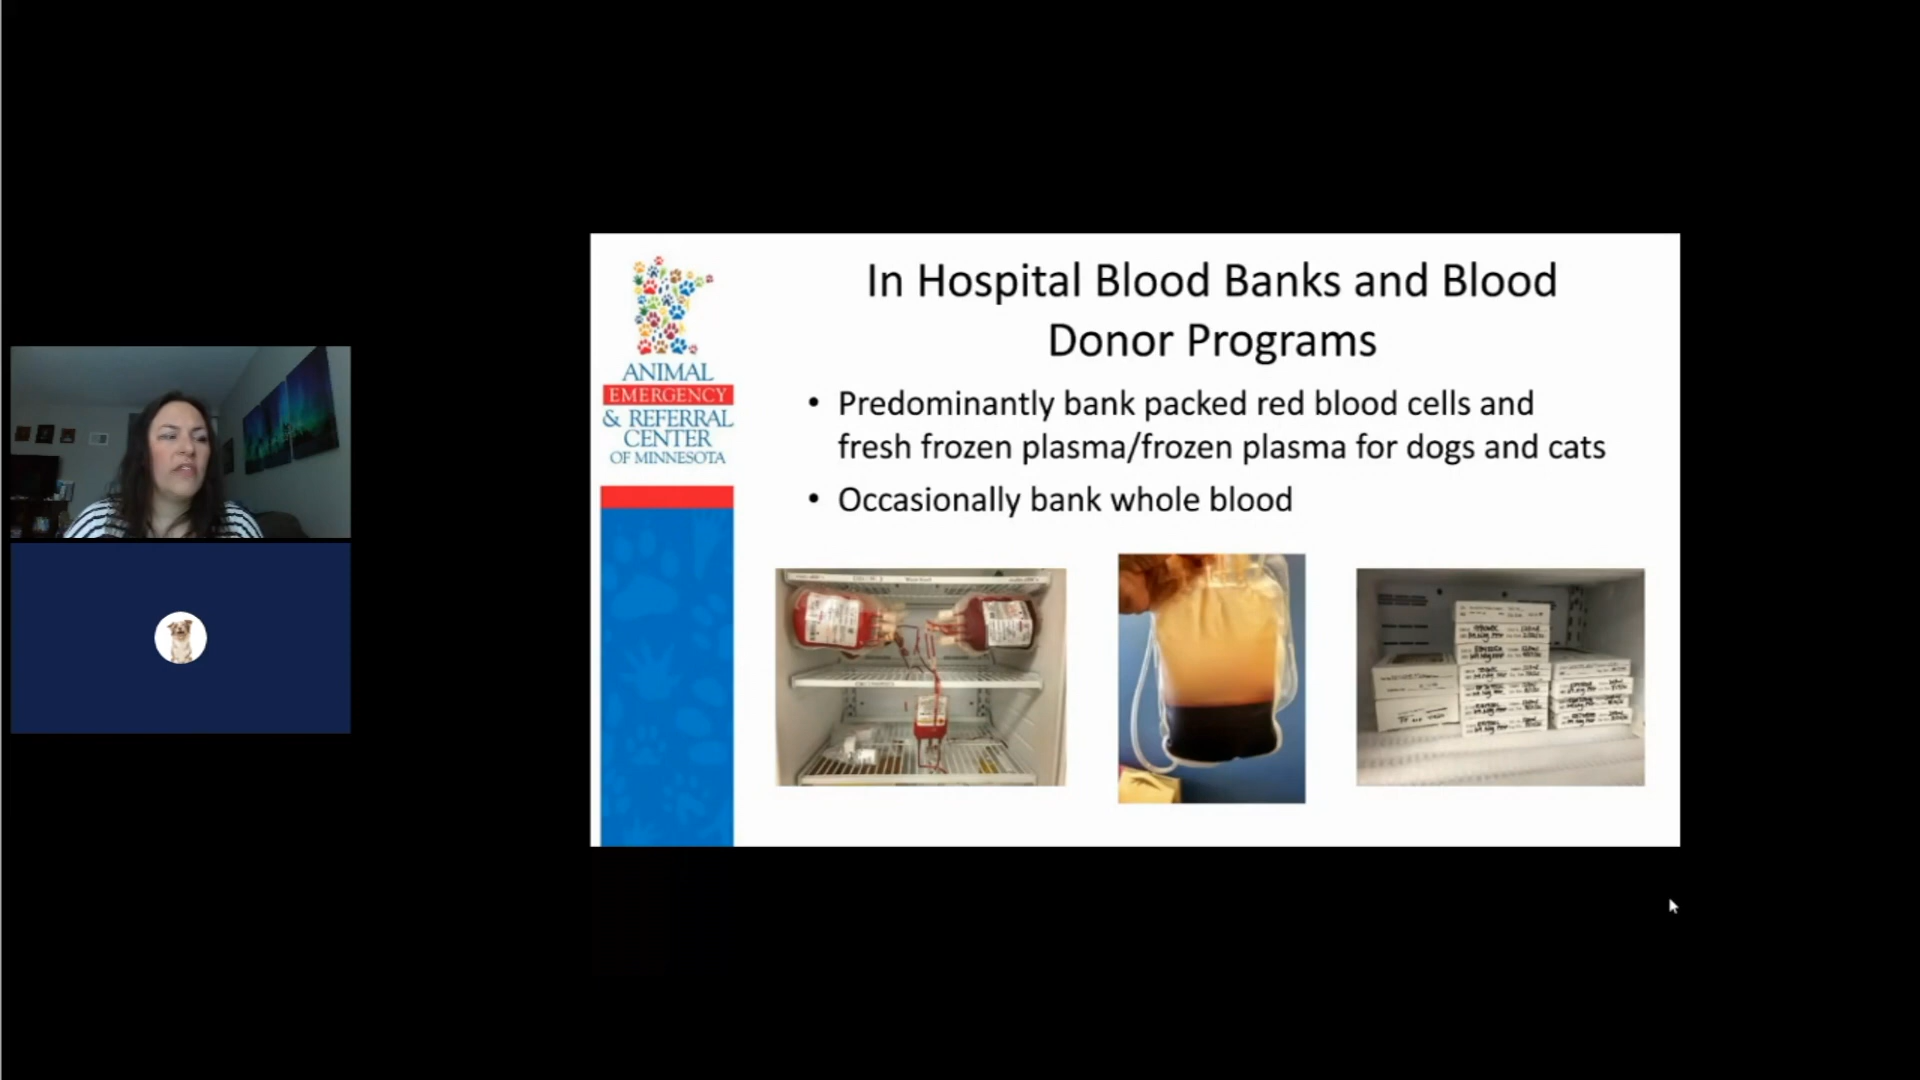 ANIMAL
EMERGENCY
& REFERRAL
CENTER
OF MINNESOTA
In Hospital Blood Banks and Blood
Donor Programs
• Predominantly bank packed red blood cells and
fresh frozen plasma/frozen plasma for dogs and cats
• Occasionally bank whole blood